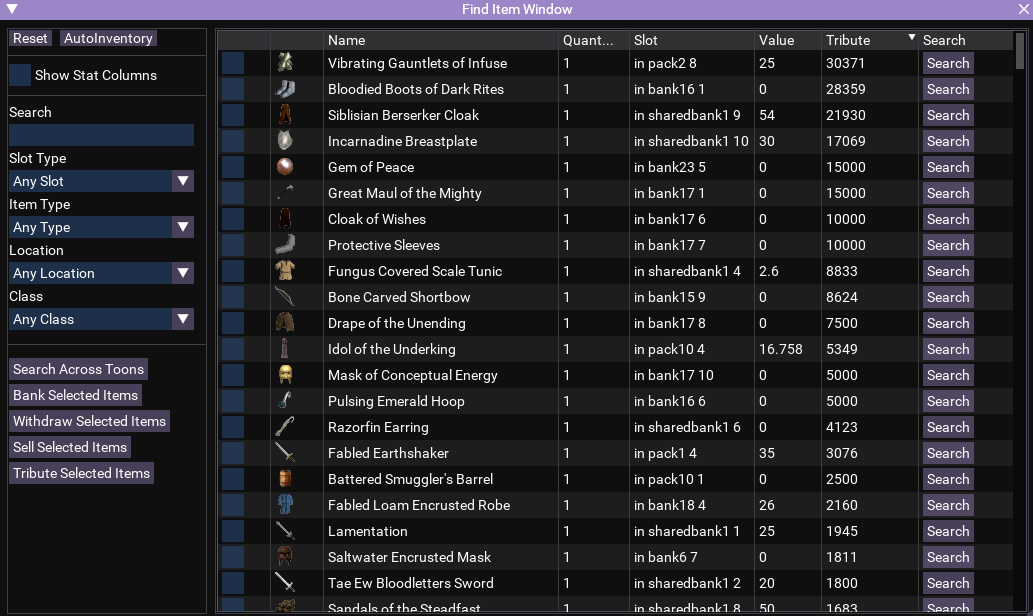 Find Item Window
Reset AutoInventory
Show Stat Columns
Search
Slot Type
Any Slot
Item Type
Any Type
Location
Any Location
Class
Any Class
Search Across Toons
Bank Selected Items
Withdraw Selected Items
Sell Selected Items
Tribute Selected Items
Name Quant... Slot Value Tribute Search
Vibrating Gauntlets of Infuse 1 in pack2 8 25 30371 Search
Bloodied Boots of Dark Rites 1 in bank16 1 0 28359 Search
Siblisian Berserker Cloak 1 in sharedbank1 9 54 21930 Search
Incarnadine Breastplate 1 in sharedbank1 10 30 17069 Search
Gem of Peace 1 in bank23 5 0 15000 Search
Great Maul of the Mighty 1 in bank17 1 0 15000 Search
Cloak of Wishes 1 in bank17 6 0 10000 Search
Protective Sleeves 1 in bank17 7 0 10000 Search
Fungus Covered Scale Tunic 1 in sharedbank1 4 2.6 8833 Search
Bone Carved Shortbow 1 in bank15 9 0 8624 Search
Drape of the Unending 1 in bank17 8 0 7500 Search
Idol of the Underking 1 in pack10 4 16.758 5349 Search
Mask of Conceptual Energy 1 in bank17 10 0 5000 Search
Pulsing Emerald Hoop 1 in bank16 6 0 5000 Search
Razorfin Earring 1 in sharedbank1 6 0 4123 Search
Fabled Earthshaker 1 in pack1 4 35 3076 Search
Battered Smuggler's Barrel 1 in pack10 1 0 2500 Search
Fabled Loam Encrusted Robe 1 in bank18 4 26 2160 Search
Lamentation 1 in sharedbank1 1 25 1945 Search
Saltwater Encrusted Mask 1 in bank6 7 0 1811 Search
Tae Ew Bloodletters Sword 1 in sharedbank1 2 20 1800 Search
Sandals of the Steadfast 1 in sharedbank1 8 50 1683 Search